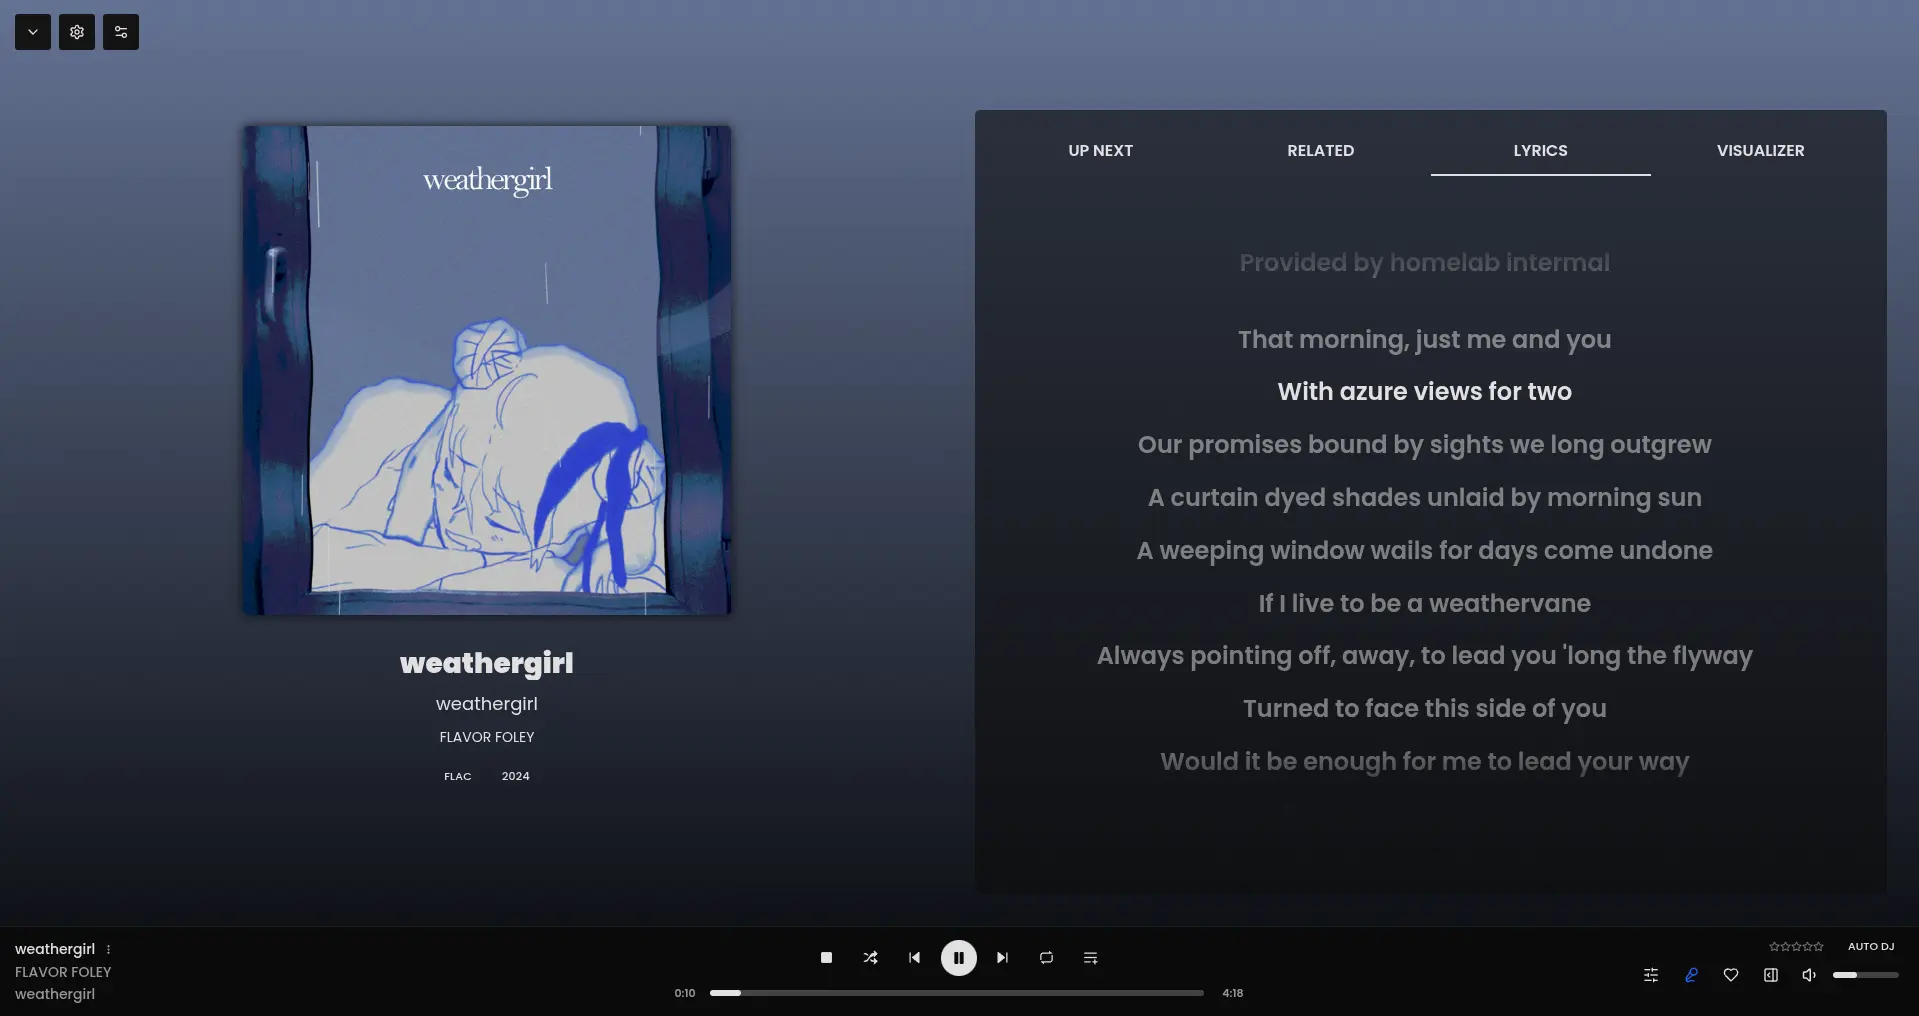 weathergirl
weathergirl
weathergirl
FLAVOR FOLEY
FLAC 2024
UP NEXT RELATED LYRICS VISUALIZER
Provided by homelab intermal
That morning, just me and you
With azure views for two
Our promises bound by sights we long outgrew
A curtain dyed shades unlaid by morning sun
A weeping window wails for days come undone
If I live to be a weathervane
Always pointing off, away, to lead you 'long the flyway
Turned to face this side of you
Would it be enough for me to lead your way
weathergirl
FLAVOR FOLEY
weathergirl
0:10 4:18
AUTO DJ